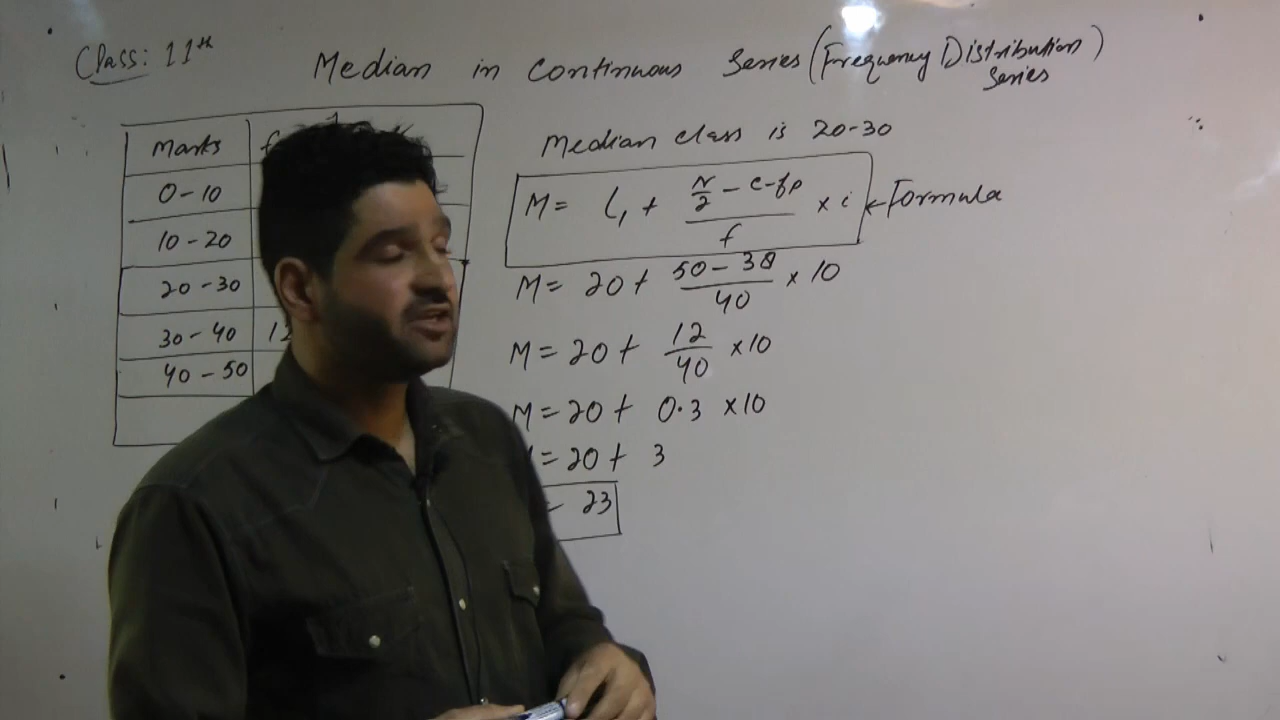 Class: 11th
Median in Continuous Series (Frequency Distribution Series)
Marks
0-10
10-20
20-30
30-40 12
40-50
Median class is 20-30
M = l1 + (N/2 - c.fp)/f × i ← Formula
M = 20 + (50 - 38)/40 × 10
M = 20 + 12/40 × 10
M = 20 + 0.3 × 10
= 20 + 3
= 23